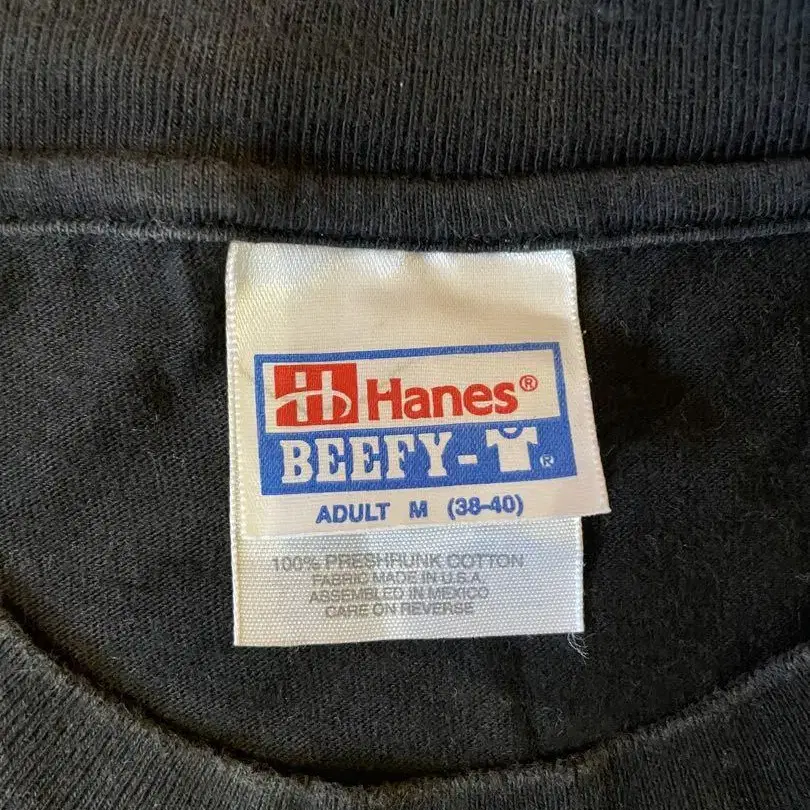 Hanes®
BEEFY-T®
ADULT M (38-40)
100% PRESHRUNK COTTON
FABRIC MADE IN U.S.A.
ASSEMBLED IN MEXICO
CARE ON REVERSE